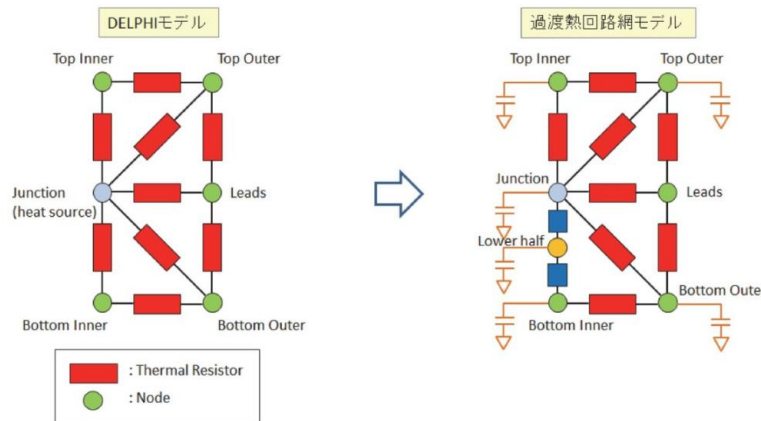 DELPHIモデル
Top Inner
Top Outer
Junction
(heat source)
Leads
Bottom Inner
Bottom Outer
: Thermal Resistor
: Node
過渡熱回路網モデル
Top Inner
Top Outer
Junction
Leads
Lower half
Bottom Oute
Bottom Inner